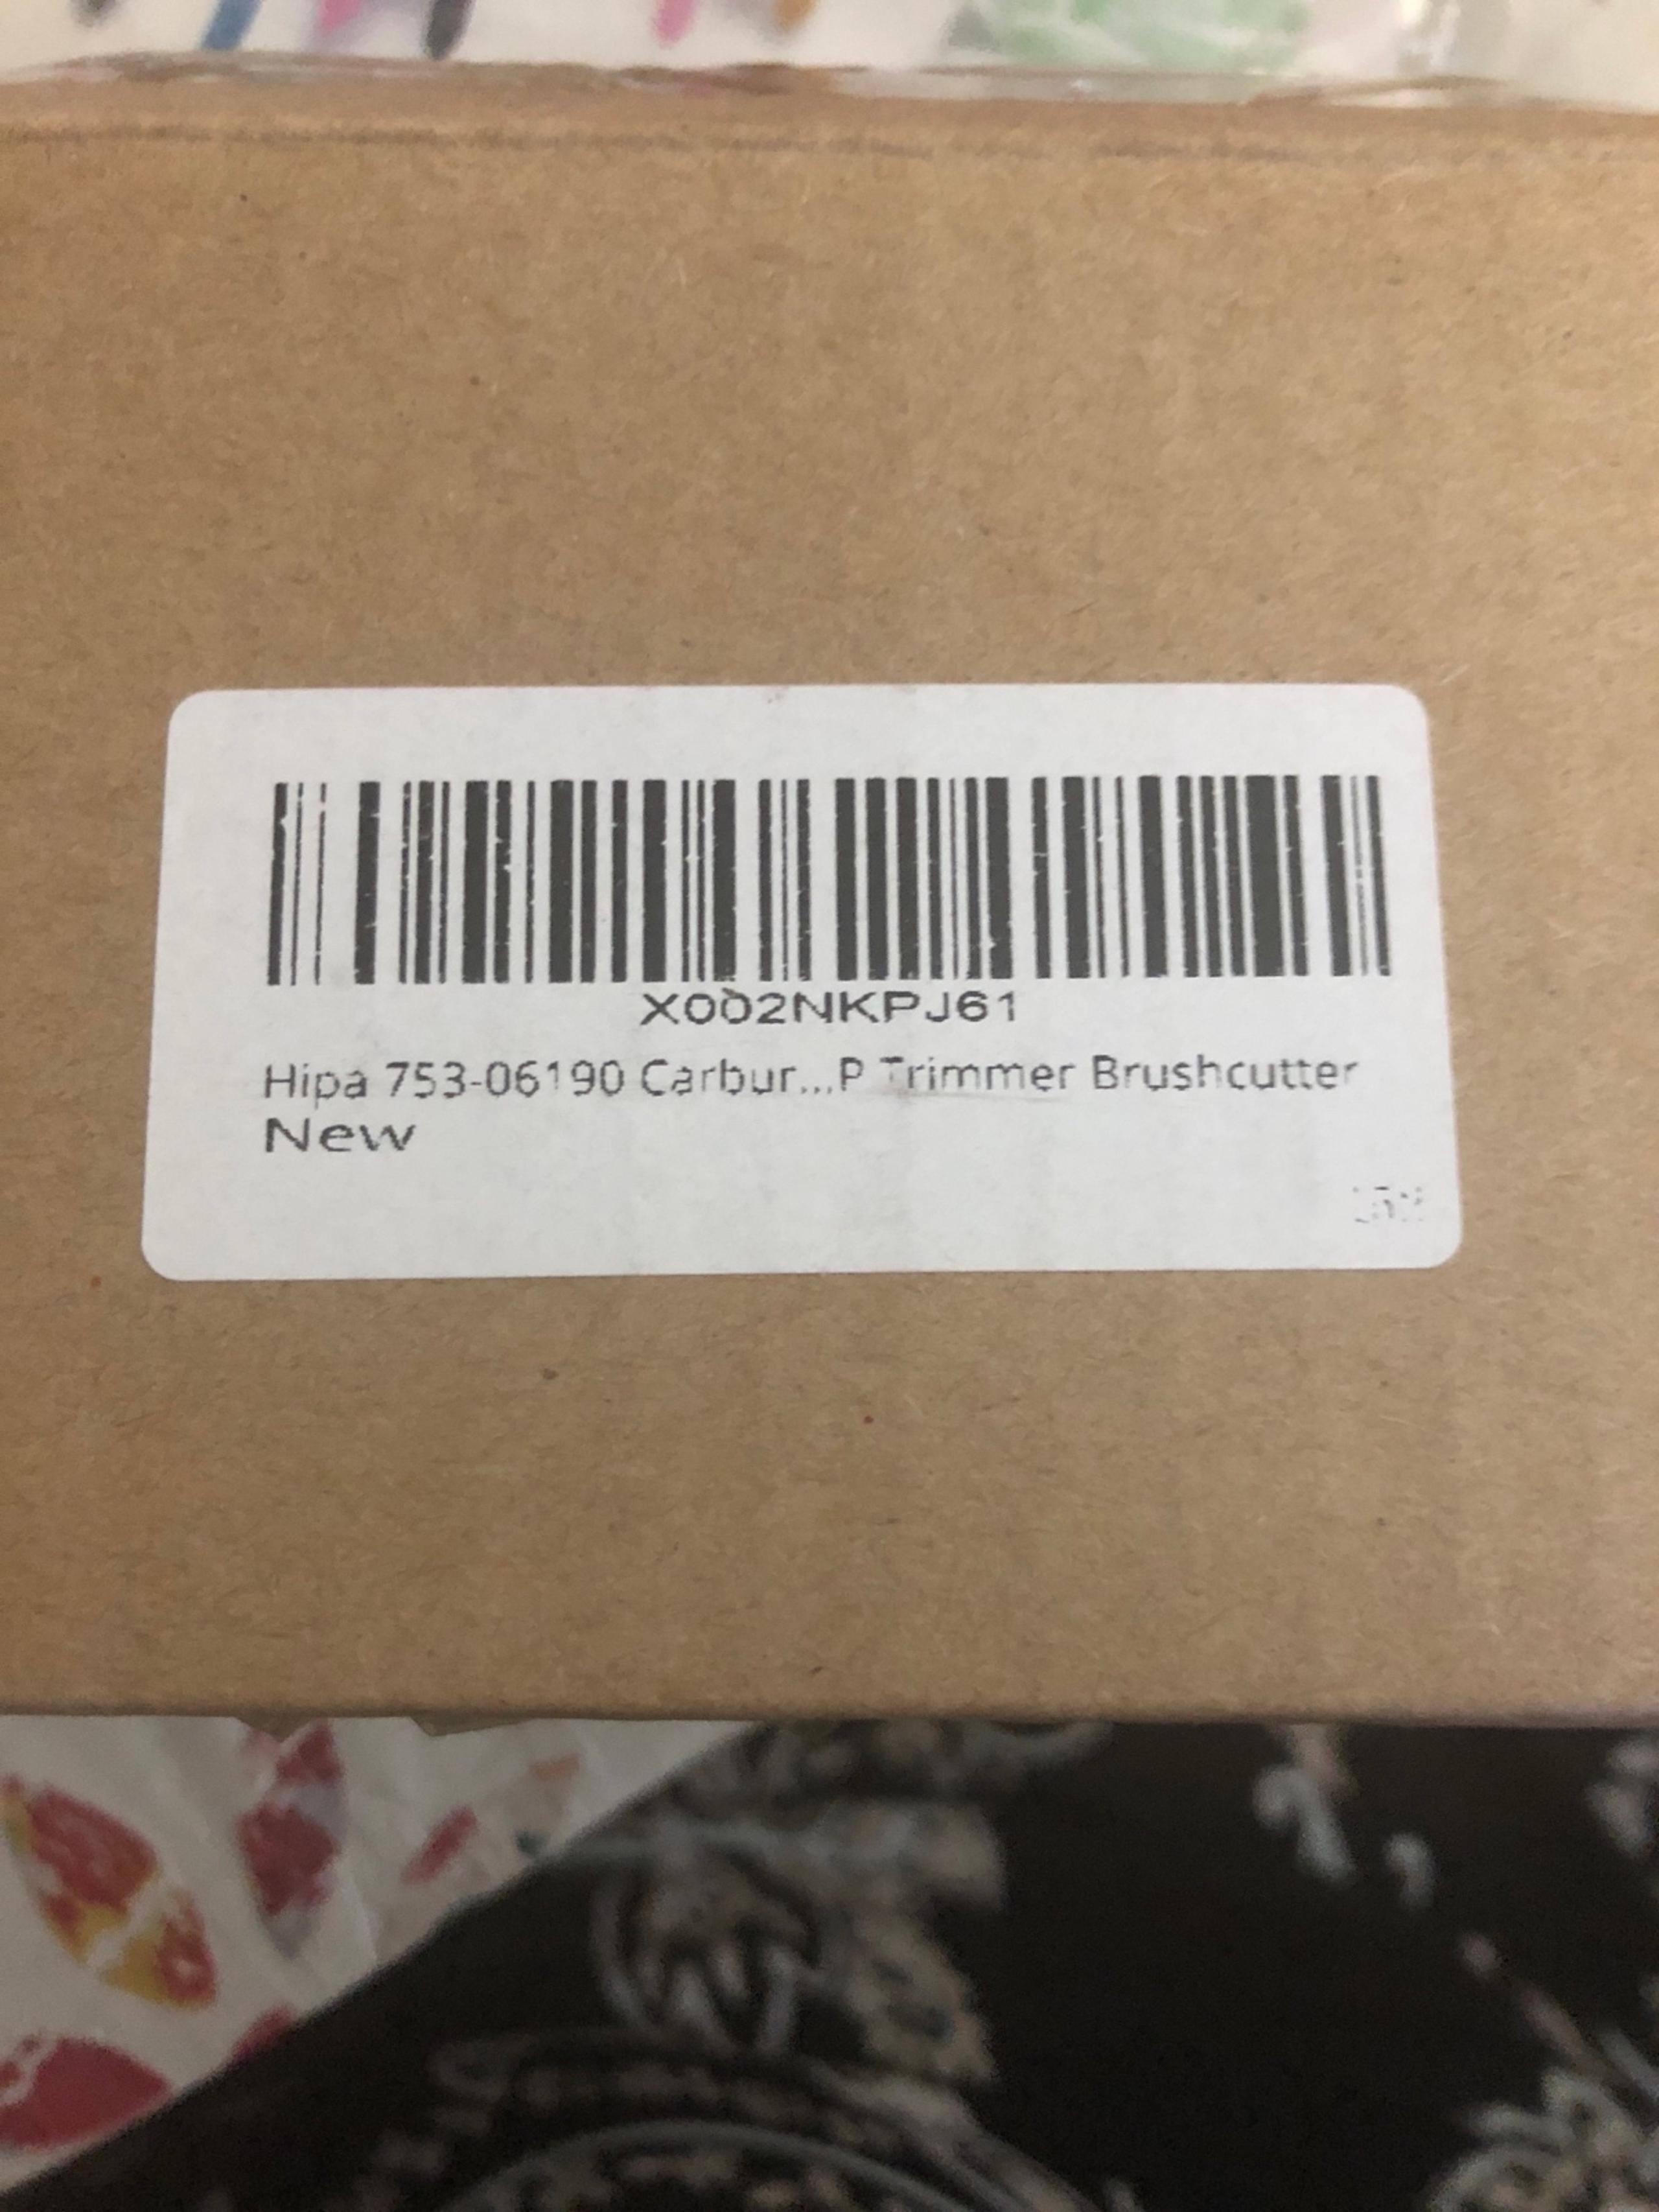 X002NKPJ61
Hipa 753-06190 Carbur...P Trimmer Brushcutter
New